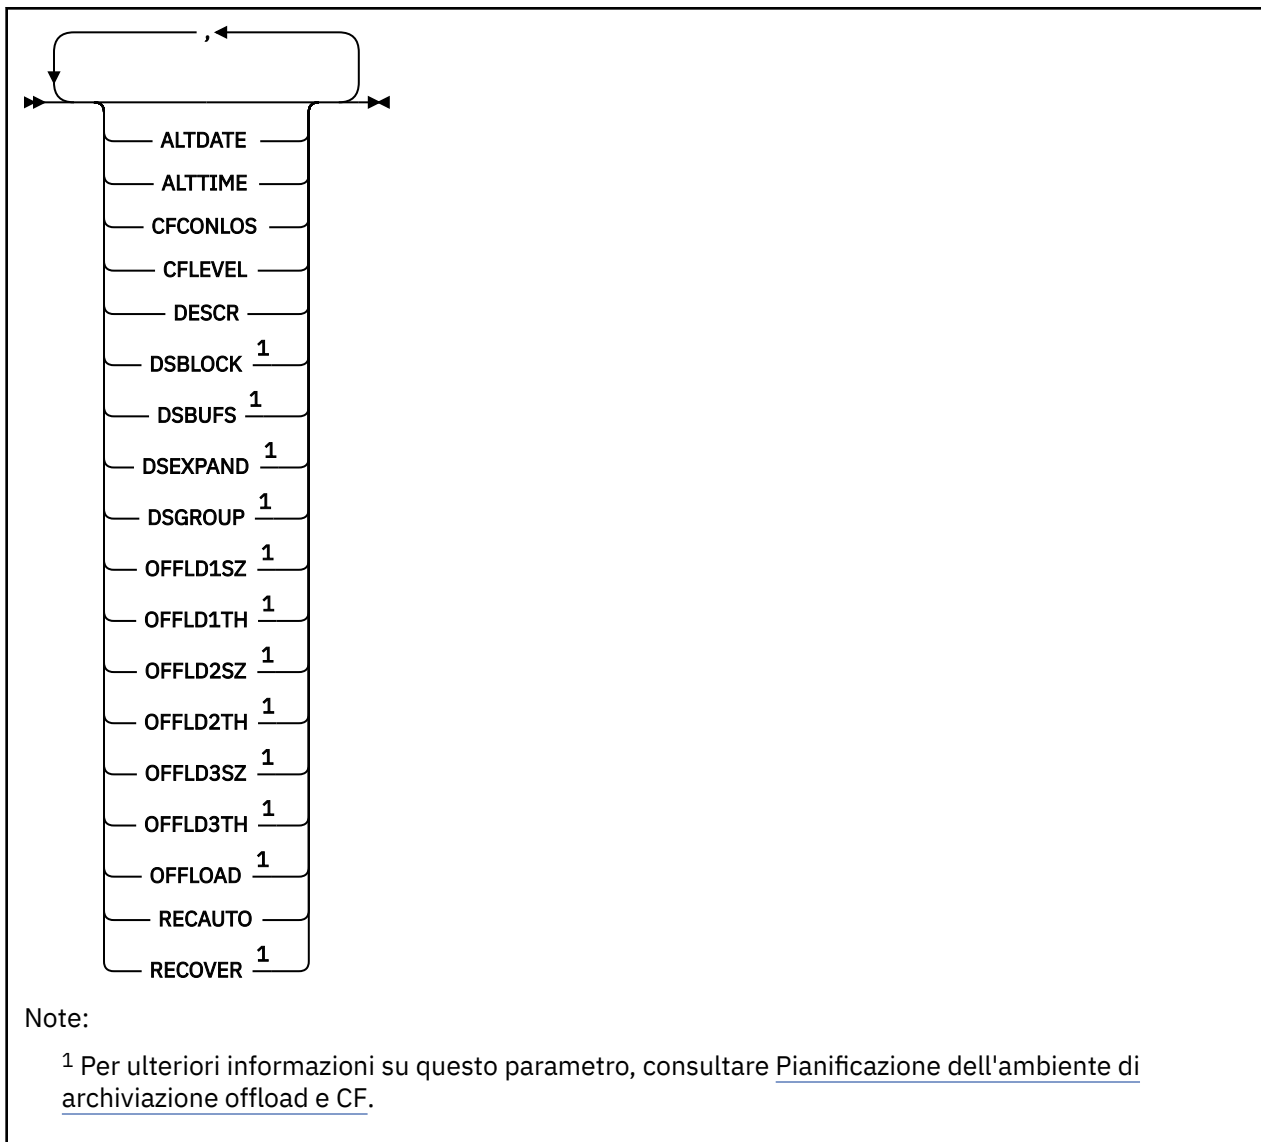 ,
ALTDATE
ALTTIME
CFCONLOS
CFLEVEL
DESCR
DSBLOCK 1
DSBUFS 1
DSEXPAND 1
DSGROUP 1
OFFLD1SZ 1
OFFLD1TH 1
OFFLD2SZ 1
OFFLD2TH 1
OFFLD3SZ 1
OFFLD3TH 1
OFFLOAD 1
RECAUTO
RECOVER 1
Note:
1 Per ulteriori informazioni su questo parametro, consultare Pianificazione dell'ambiente di
archiviazione offload e CF.